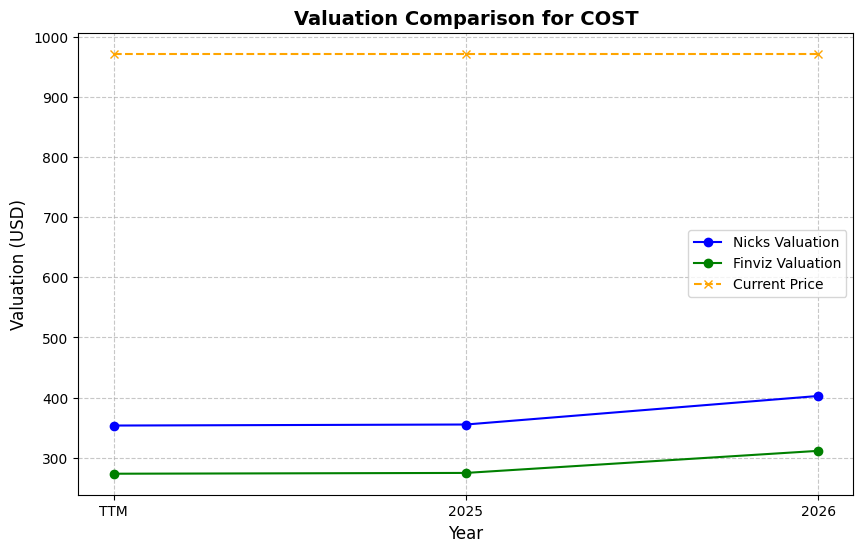 Valuation Comparison for COST
1000
900
800
700
600
500
400
300
Valuation (USD)
Nicks Valuation
Finviz Valuation
Current Price
TTM 2025 2026
Year